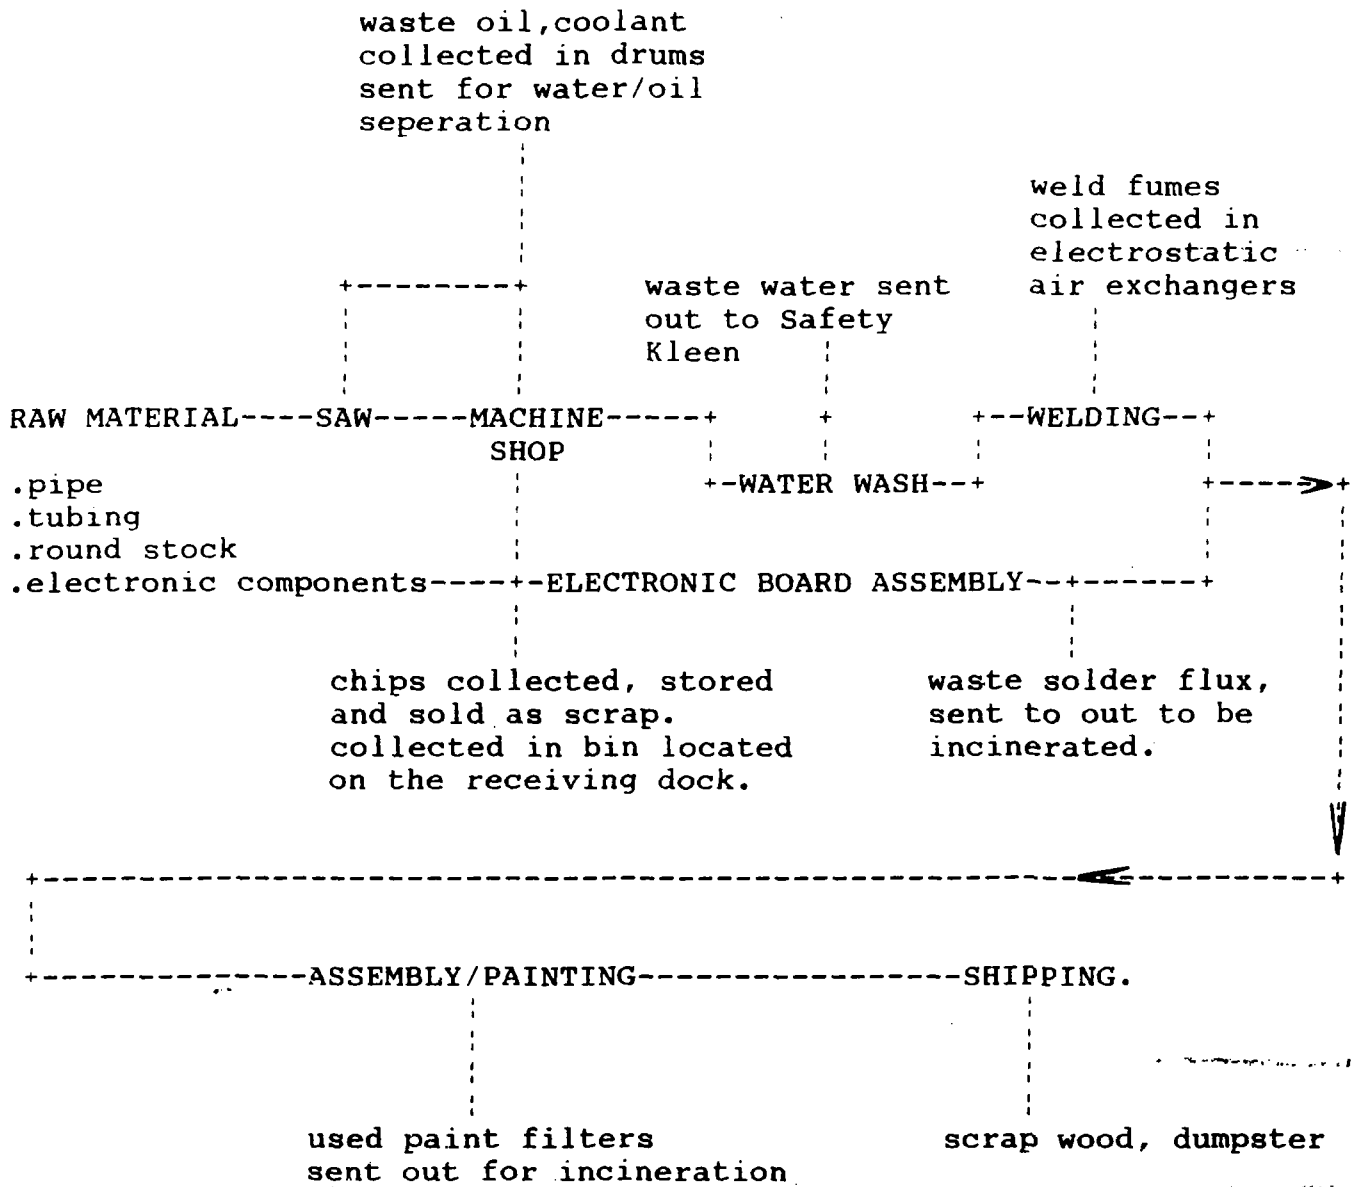 waste oil,coolant
collected in drums
sent for water/oil
seperation
weld fumes
collected in
electrostatic
air exchangers
waste water sent
out to Safety
Kleen
RAW MATERIAL----SAW-----MACHINE-----+ + +--WELDING--+
SHOP
+-WATER WASH--+
.pipe
.tubing
.round stock
.electronic components----+-ELECTRONIC BOARD ASSEMBLY--+------+
chips collected, stored
and sold as scrap.
collected in bin located
on the receiving dock.
waste solder flux,
sent to out to be
incinerated.
+--------------ASSEMBLY/PAINTING-----------------SHIPPING.
used paint filters
sent out for incineration
scrap wood, dumpster